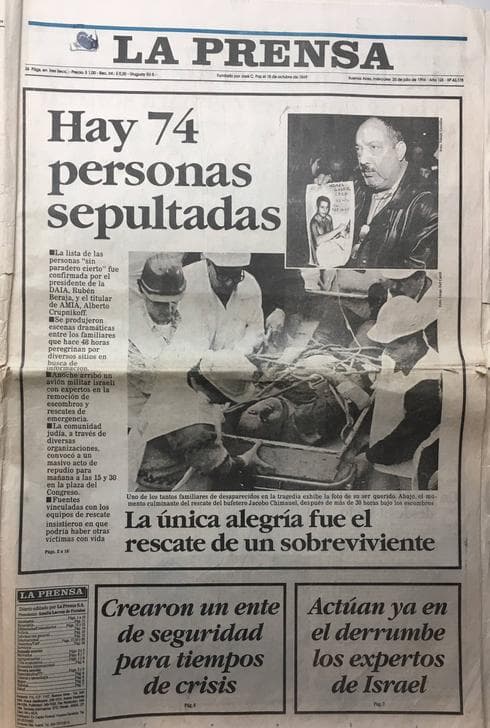 LA PRENSA
Fundado por José C. Paz el 18 de octubre de 1869
Buenos Aires, miércoles 20 de julio de 1994
Hay 74
personas
sepultadas
■La lista de las
personas "sin
paradero cierto" fue
confirmada por el
presidente de la
DAIA, Rubén
Beraja, y el titular de
AMIA, Alberto
Crupnikoff.
■Se produjeron
escenas dramáticas
entre los familiares
que hace 48 horas
peregrinan por
diversos sitios en
busca de
información.
■Anoche arribó un
avión militar israelí
con expertos en la
remoción de
escombros y
rescates de
emergencia.
■La comunidad
judía, a través de
diversas
organizaciones,
convocó a un
masivo acto de
repudio para
mañana a las 15 y 30
en la plaza del
Congreso.
■Fuentes
vinculadas con los
equipos de rescate
insistieron en que
podría haber otras
víctimas con vida
Uno de los tantos familiares de desaparecidos en la tragedia exhibe la foto de su ser querido. Abajo, el mo-
mento culminante del rescate del bufetero Jacobo Chimauel, después de más de 30 horas bajo los escombros
La única alegría fue el
rescate de un sobreviviente
LA PRENSA
Diario editado por La Prensa S.A.
Crearon un ente
de seguridad
para tiempos
de crisis
Actúan ya en
el derrumbe
los expertos
de Israel